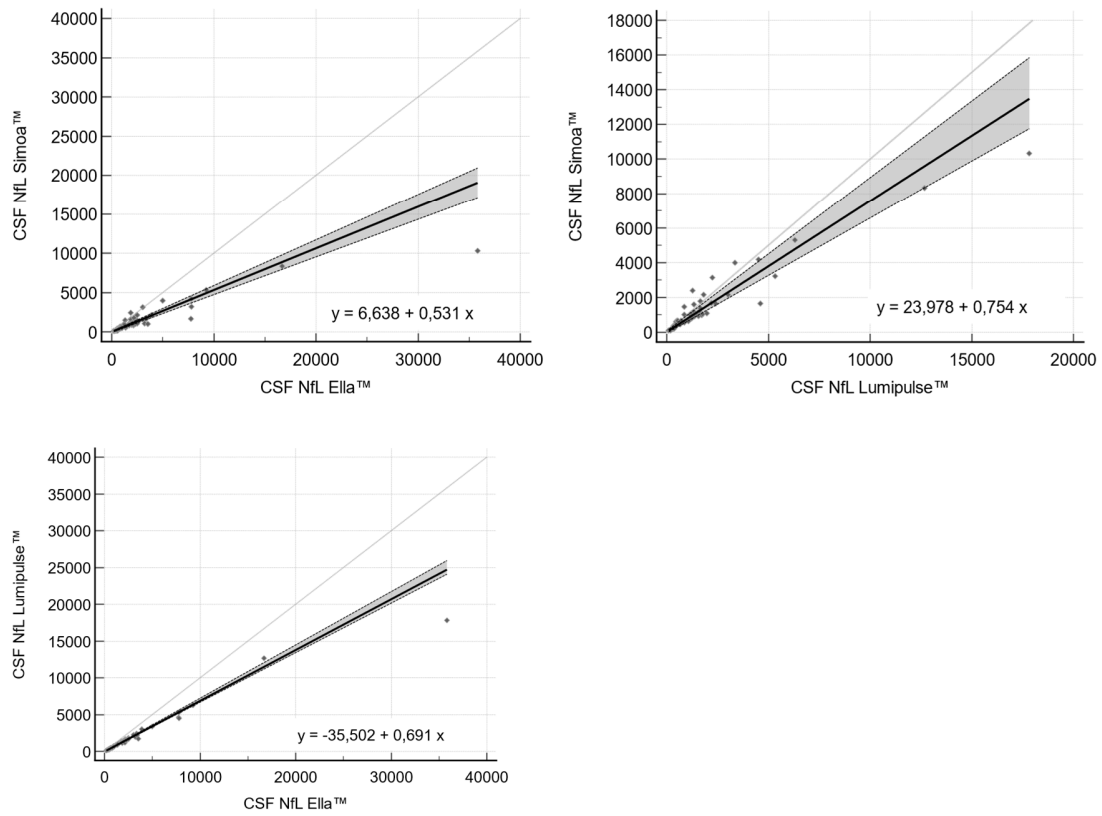 40000
35000
30000
25000
20000
15000
10000
5000
0
CSF NfL Simoa™
y = 6,638 + 0,531 x
0 10000 20000 30000 40000
CSF NfL Ella™
18000
16000
14000
12000
10000
8000
6000
4000
2000
0
CSF NfL Simoa™
y = 23,978 + 0,754 x
0 5000 10000 15000 20000
CSF NfL Lumipulse™
40000
35000
30000
25000
20000
15000
10000
5000
0
CSF NfL Lumipulse™
y = -35,502 + 0,691 x
0 10000 20000 30000 40000
CSF NfL Ella™